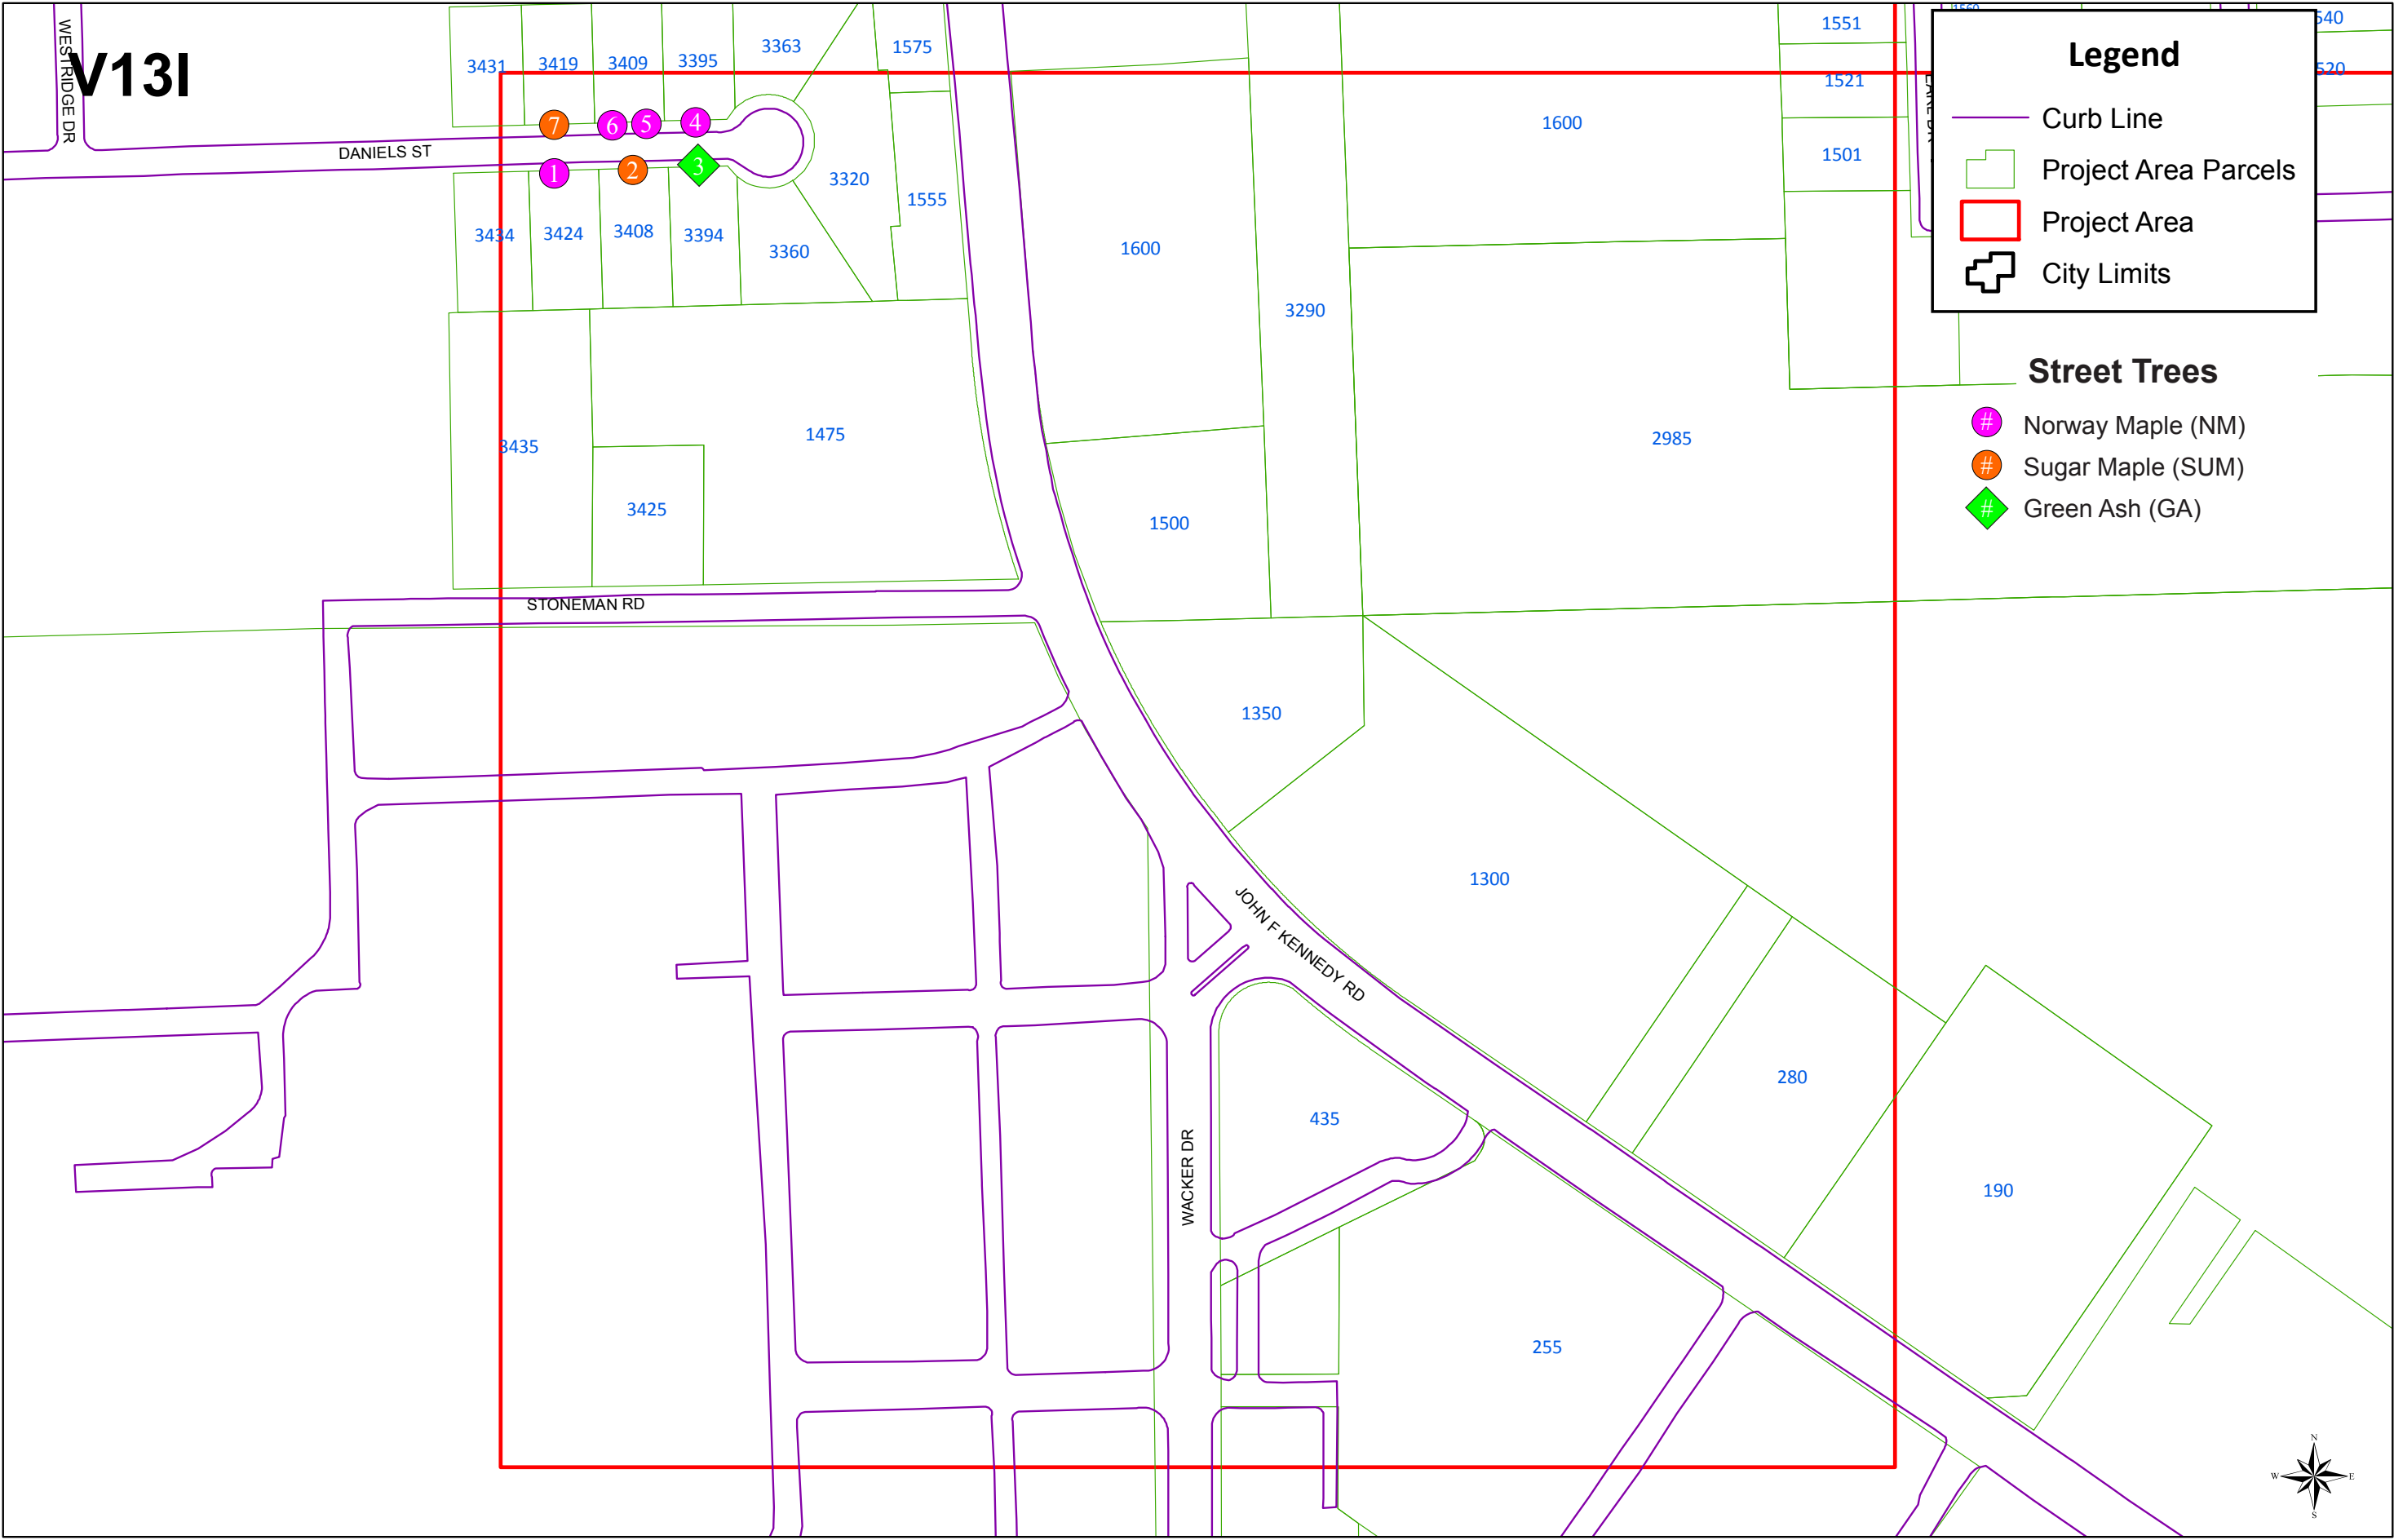 V13I
WESTRIDGE DR
3431
3419
3409
3395
3363
1575
1551
1521
1501
1600
7
6
5
4
DANIELS ST
1
2
3
3320
1555
3434
3424
3408
3394
3360
1600
3290
3435
1475
3425
1500
2985
STONEMAN RD
1350
1300
JOHN F KENNEDY RD
280
435
WACKER DR
190
255
Legend
Curb Line
Project Area Parcels
Project Area
City Limits
Street Trees
# Norway Maple (NM)
# Sugar Maple (SUM)
# Green Ash (GA)
N
W E
S